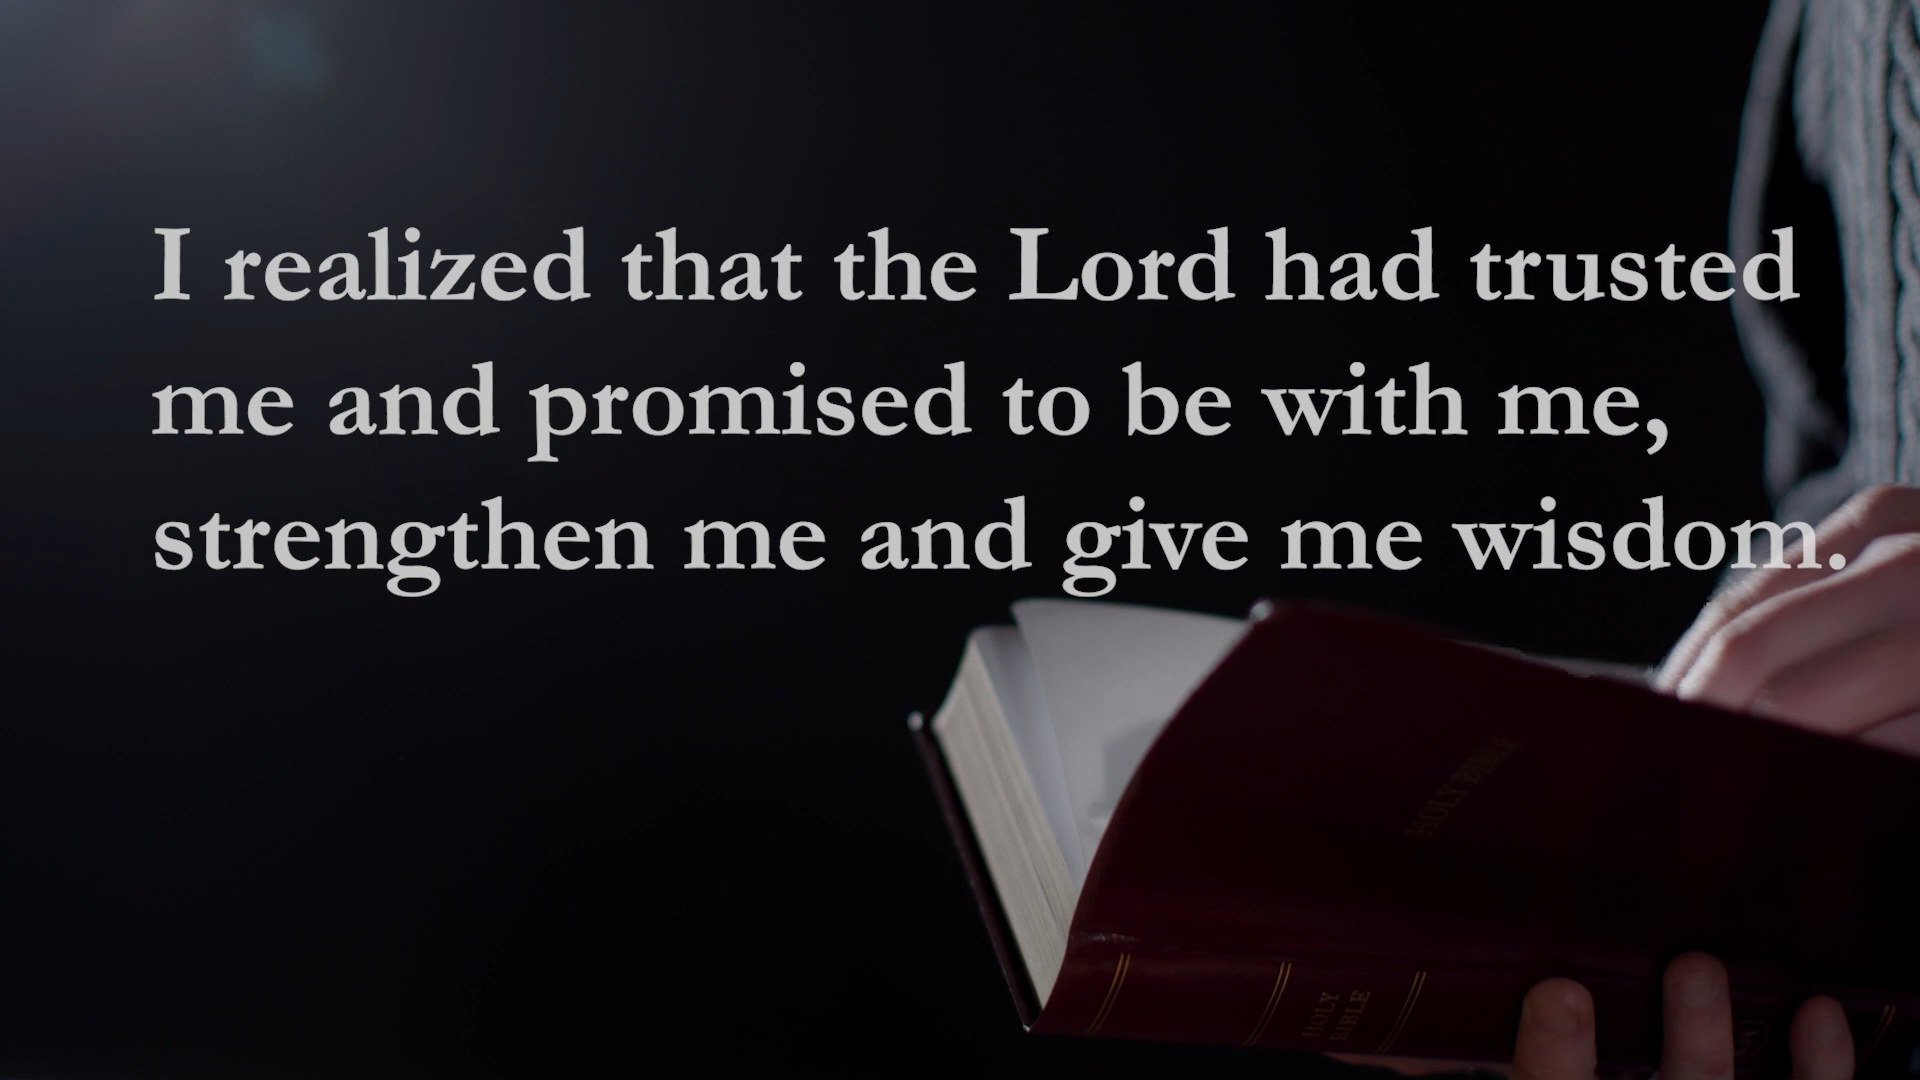 I realized that the Lord had trusted
me and promised to be with me,
strengthen me and give me wisdom.
HOLY BIBLE
HOLY
BIBLE